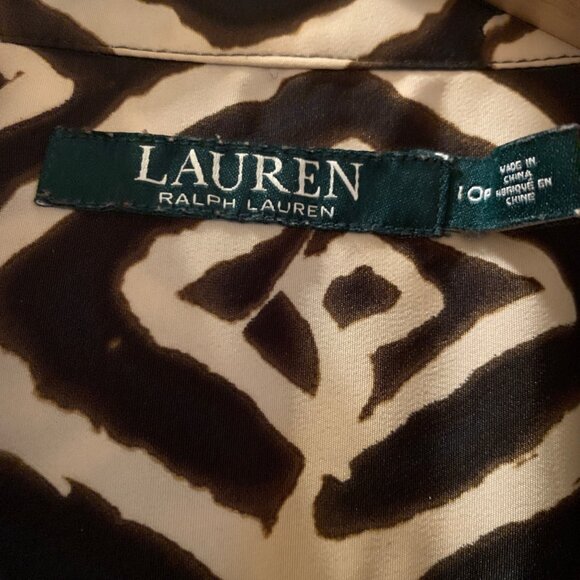 LAUREN
RALPH LAUREN
10P
MADE IN
CHINA
FABRIQUÉ EN
CHINE